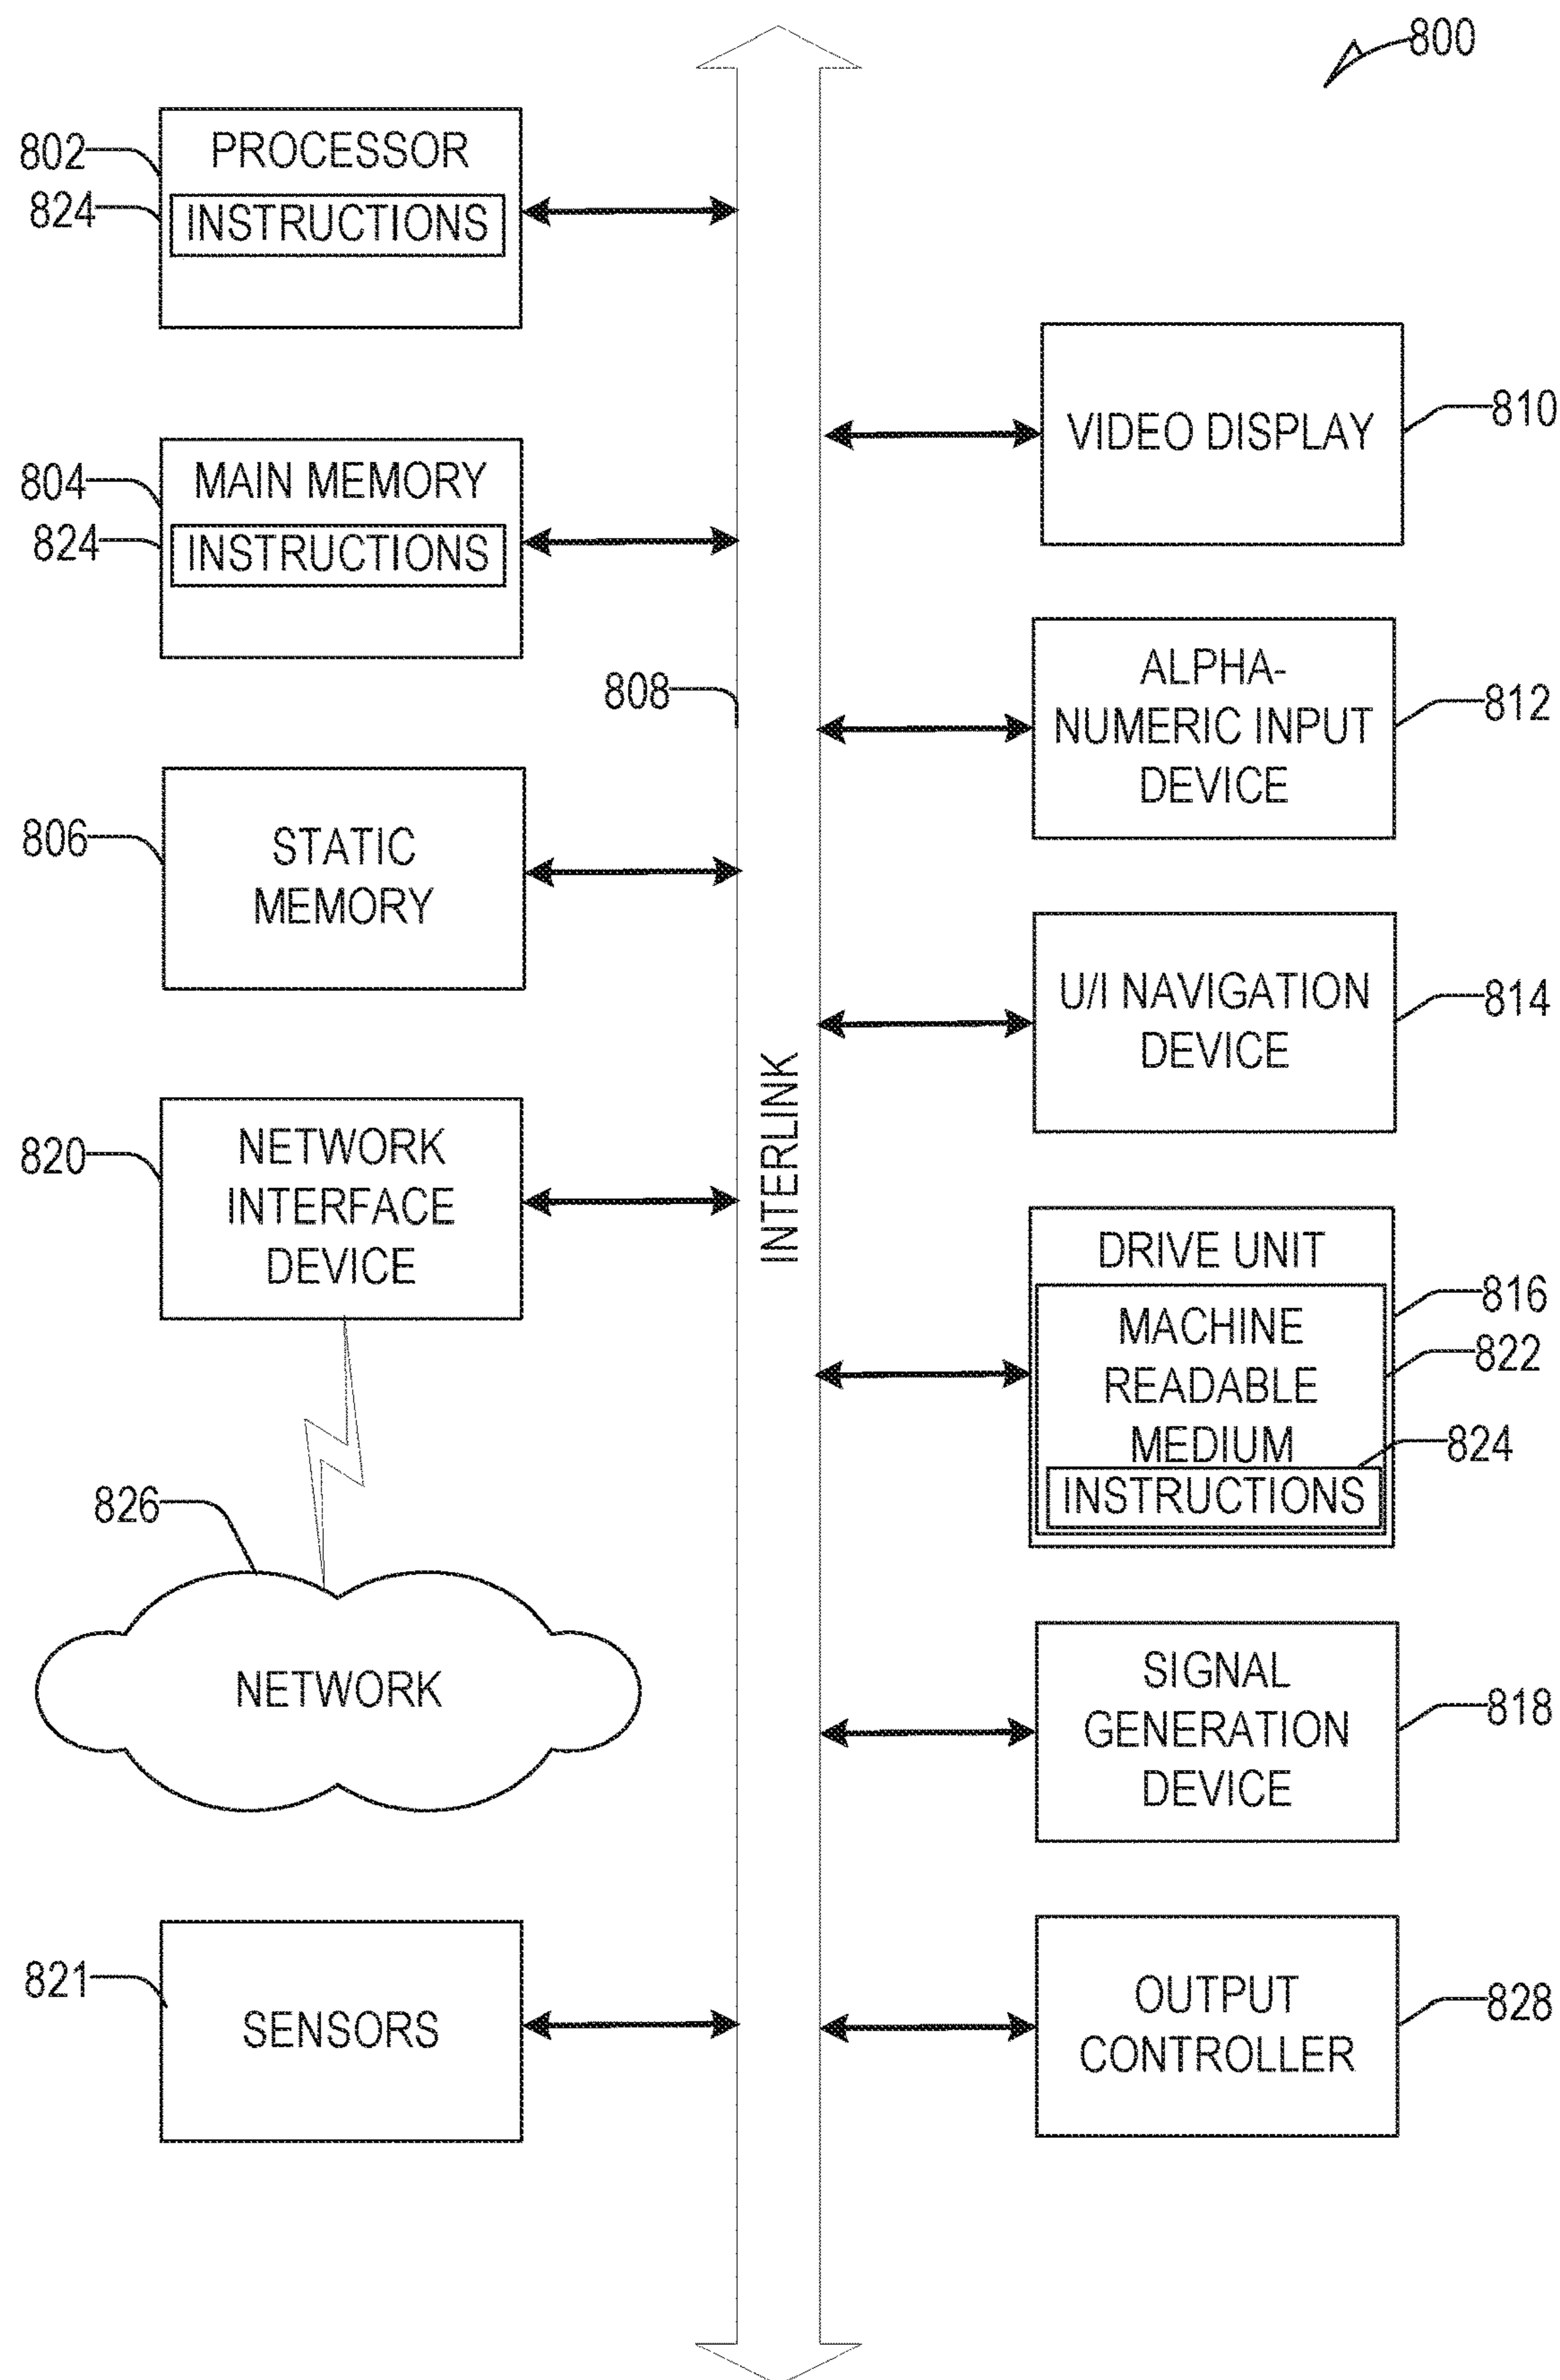 800
802
PROCESSOR
824
INSTRUCTIONS
804
MAIN MEMORY
824
INSTRUCTIONS
808
806
STATIC
MEMORY
820
NETWORK
INTERFACE
DEVICE
826
NETWORK
821
SENSORS
INTERLINK
VIDEO DISPLAY
810
ALPHA-
NUMERIC INPUT
DEVICE
812
U/I NAVIGATION
DEVICE
814
DRIVE UNIT
816
MACHINE
READABLE
MEDIUM
822
824
INSTRUCTIONS
SIGNAL
GENERATION
DEVICE
818
OUTPUT
CONTROLLER
828